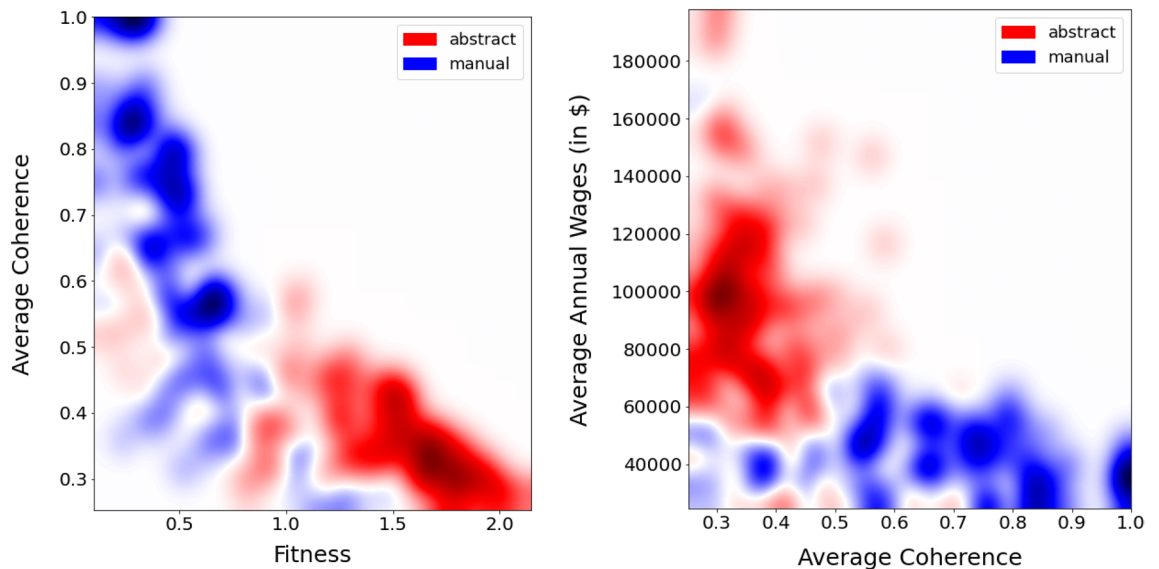 1.0
0.9
0.8
0.7
0.6
0.5
0.4
0.3
Average Coherence
0.5 1.0 1.5 2.0
Fitness
abstract
manual
180000
160000
140000
120000
100000
80000
60000
40000
Average Annual Wages (in $)
0.3 0.4 0.5 0.6 0.7 0.8 0.9 1.0
Average Coherence
abstract
manual